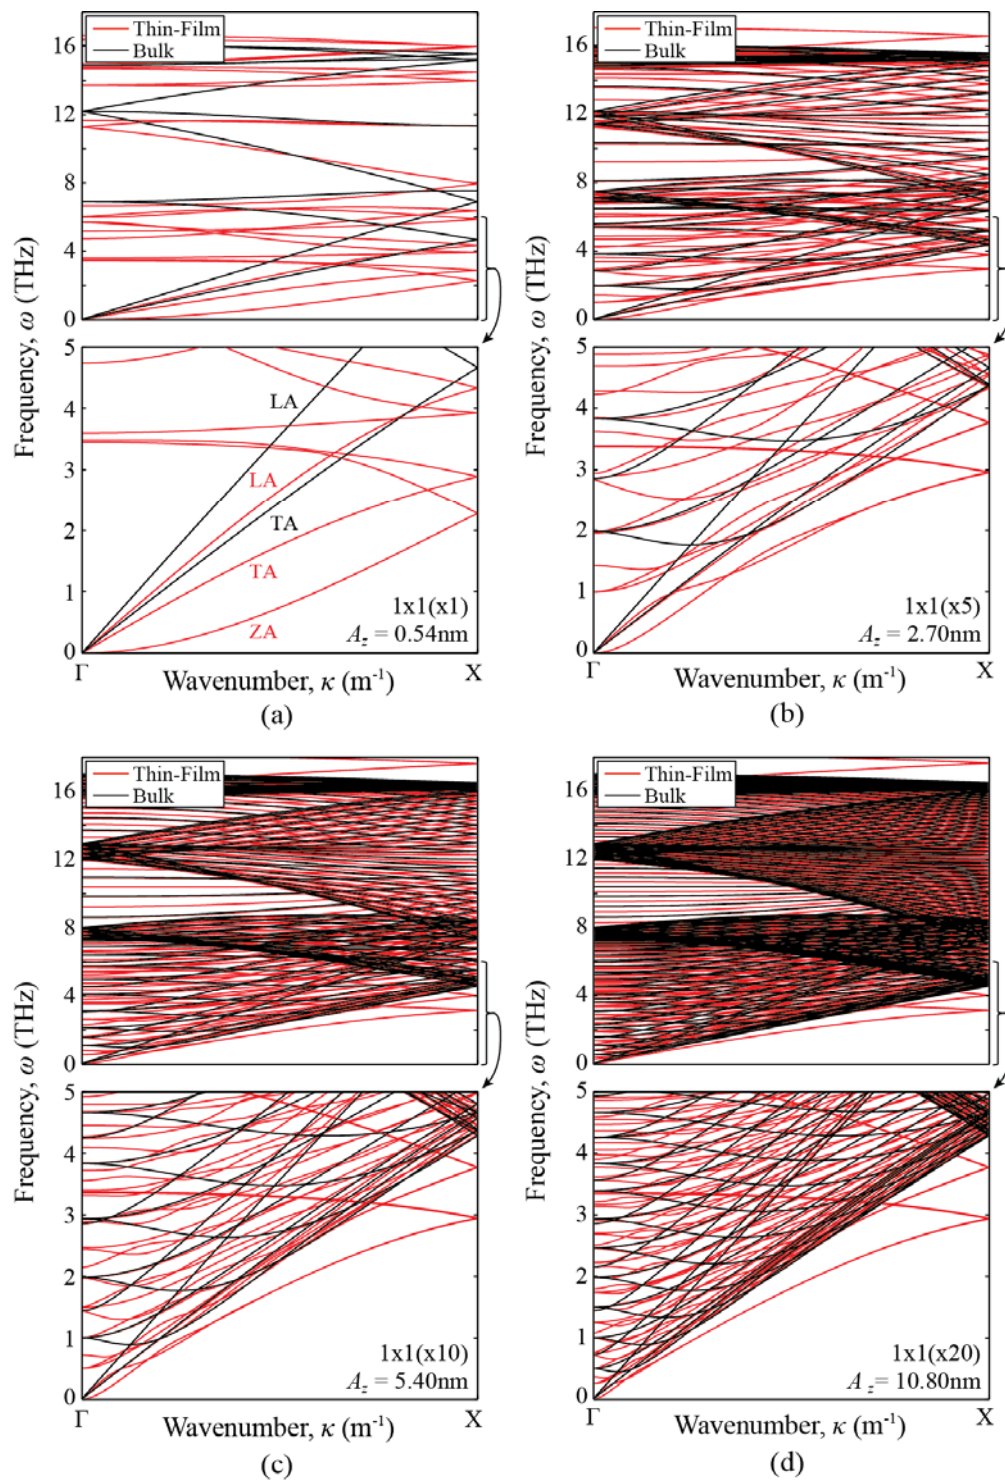 Thin-Film
Bulk
16
12
8
4
0
Frequency, ω (THz)
5
4
3
2
1
0
LA
LA
TA
TA
ZA
1x1(x1)
A_z = 0.54nm
Γ
X
Wavenumber, κ (m⁻¹)
(a)
Thin-Film
Bulk
16
12
8
4
0
Frequency, ω (THz)
5
4
3
2
1
0
1x1(x5)
A_z = 2.70nm
Γ
X
Wavenumber, κ (m⁻¹)
(b)
Thin-Film
Bulk
16
12
8
4
0
Frequency, ω (THz)
5
4
3
2
1
0
1x1(x10)
A_z = 5.40nm
Γ
X
Wavenumber, κ (m⁻¹)
(c)
Thin-Film
Bulk
16
12
8
4
0
Frequency, ω (THz)
5
4
3
2
1
0
1x1(x20)
A_z = 10.80nm
Γ
X
Wavenumber, κ (m⁻¹)
(d)